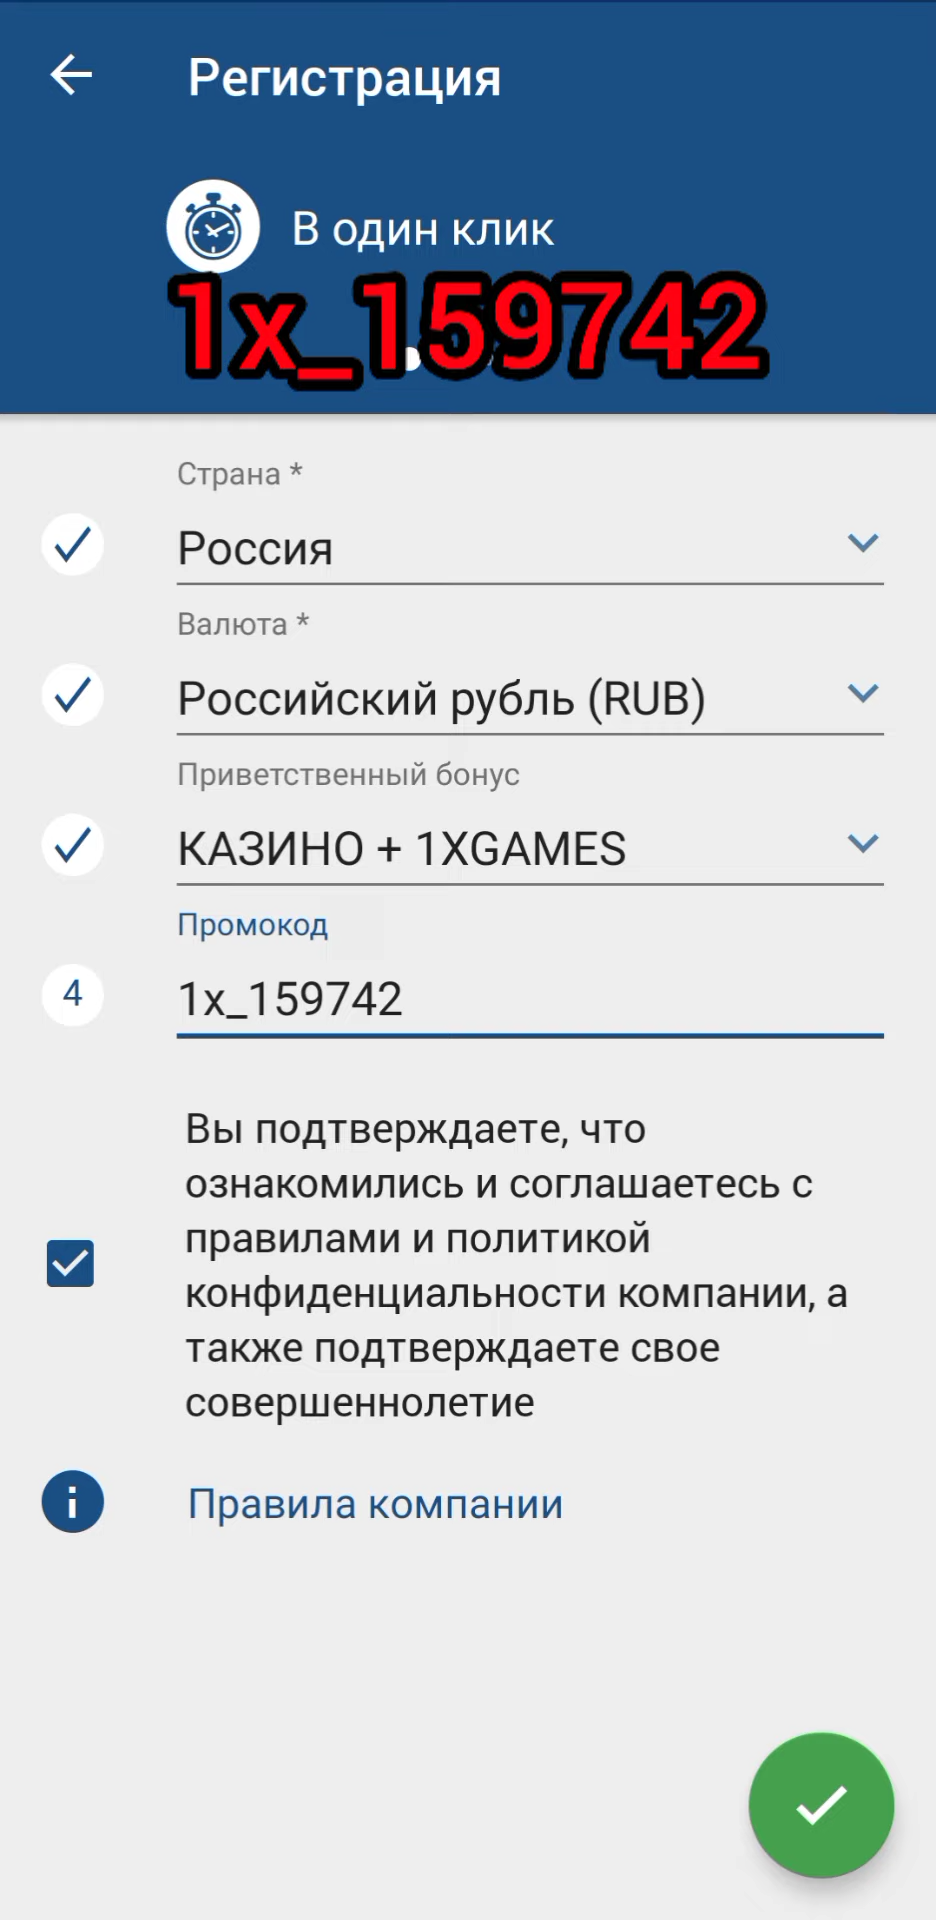 Регистрация
В один клик
1x_159742
Страна *
Россия
Валюта *
Российский рубль (RUB)
Приветственный бонус
КАЗИНО + 1XGAMES
Промокод
4
1x_159742
Вы подтверждаете, что
ознакомились и соглашаетесь с
правилами и политикой
конфиденциальности компании, а
также подтверждаете свое
совершеннолетие
Правила компании